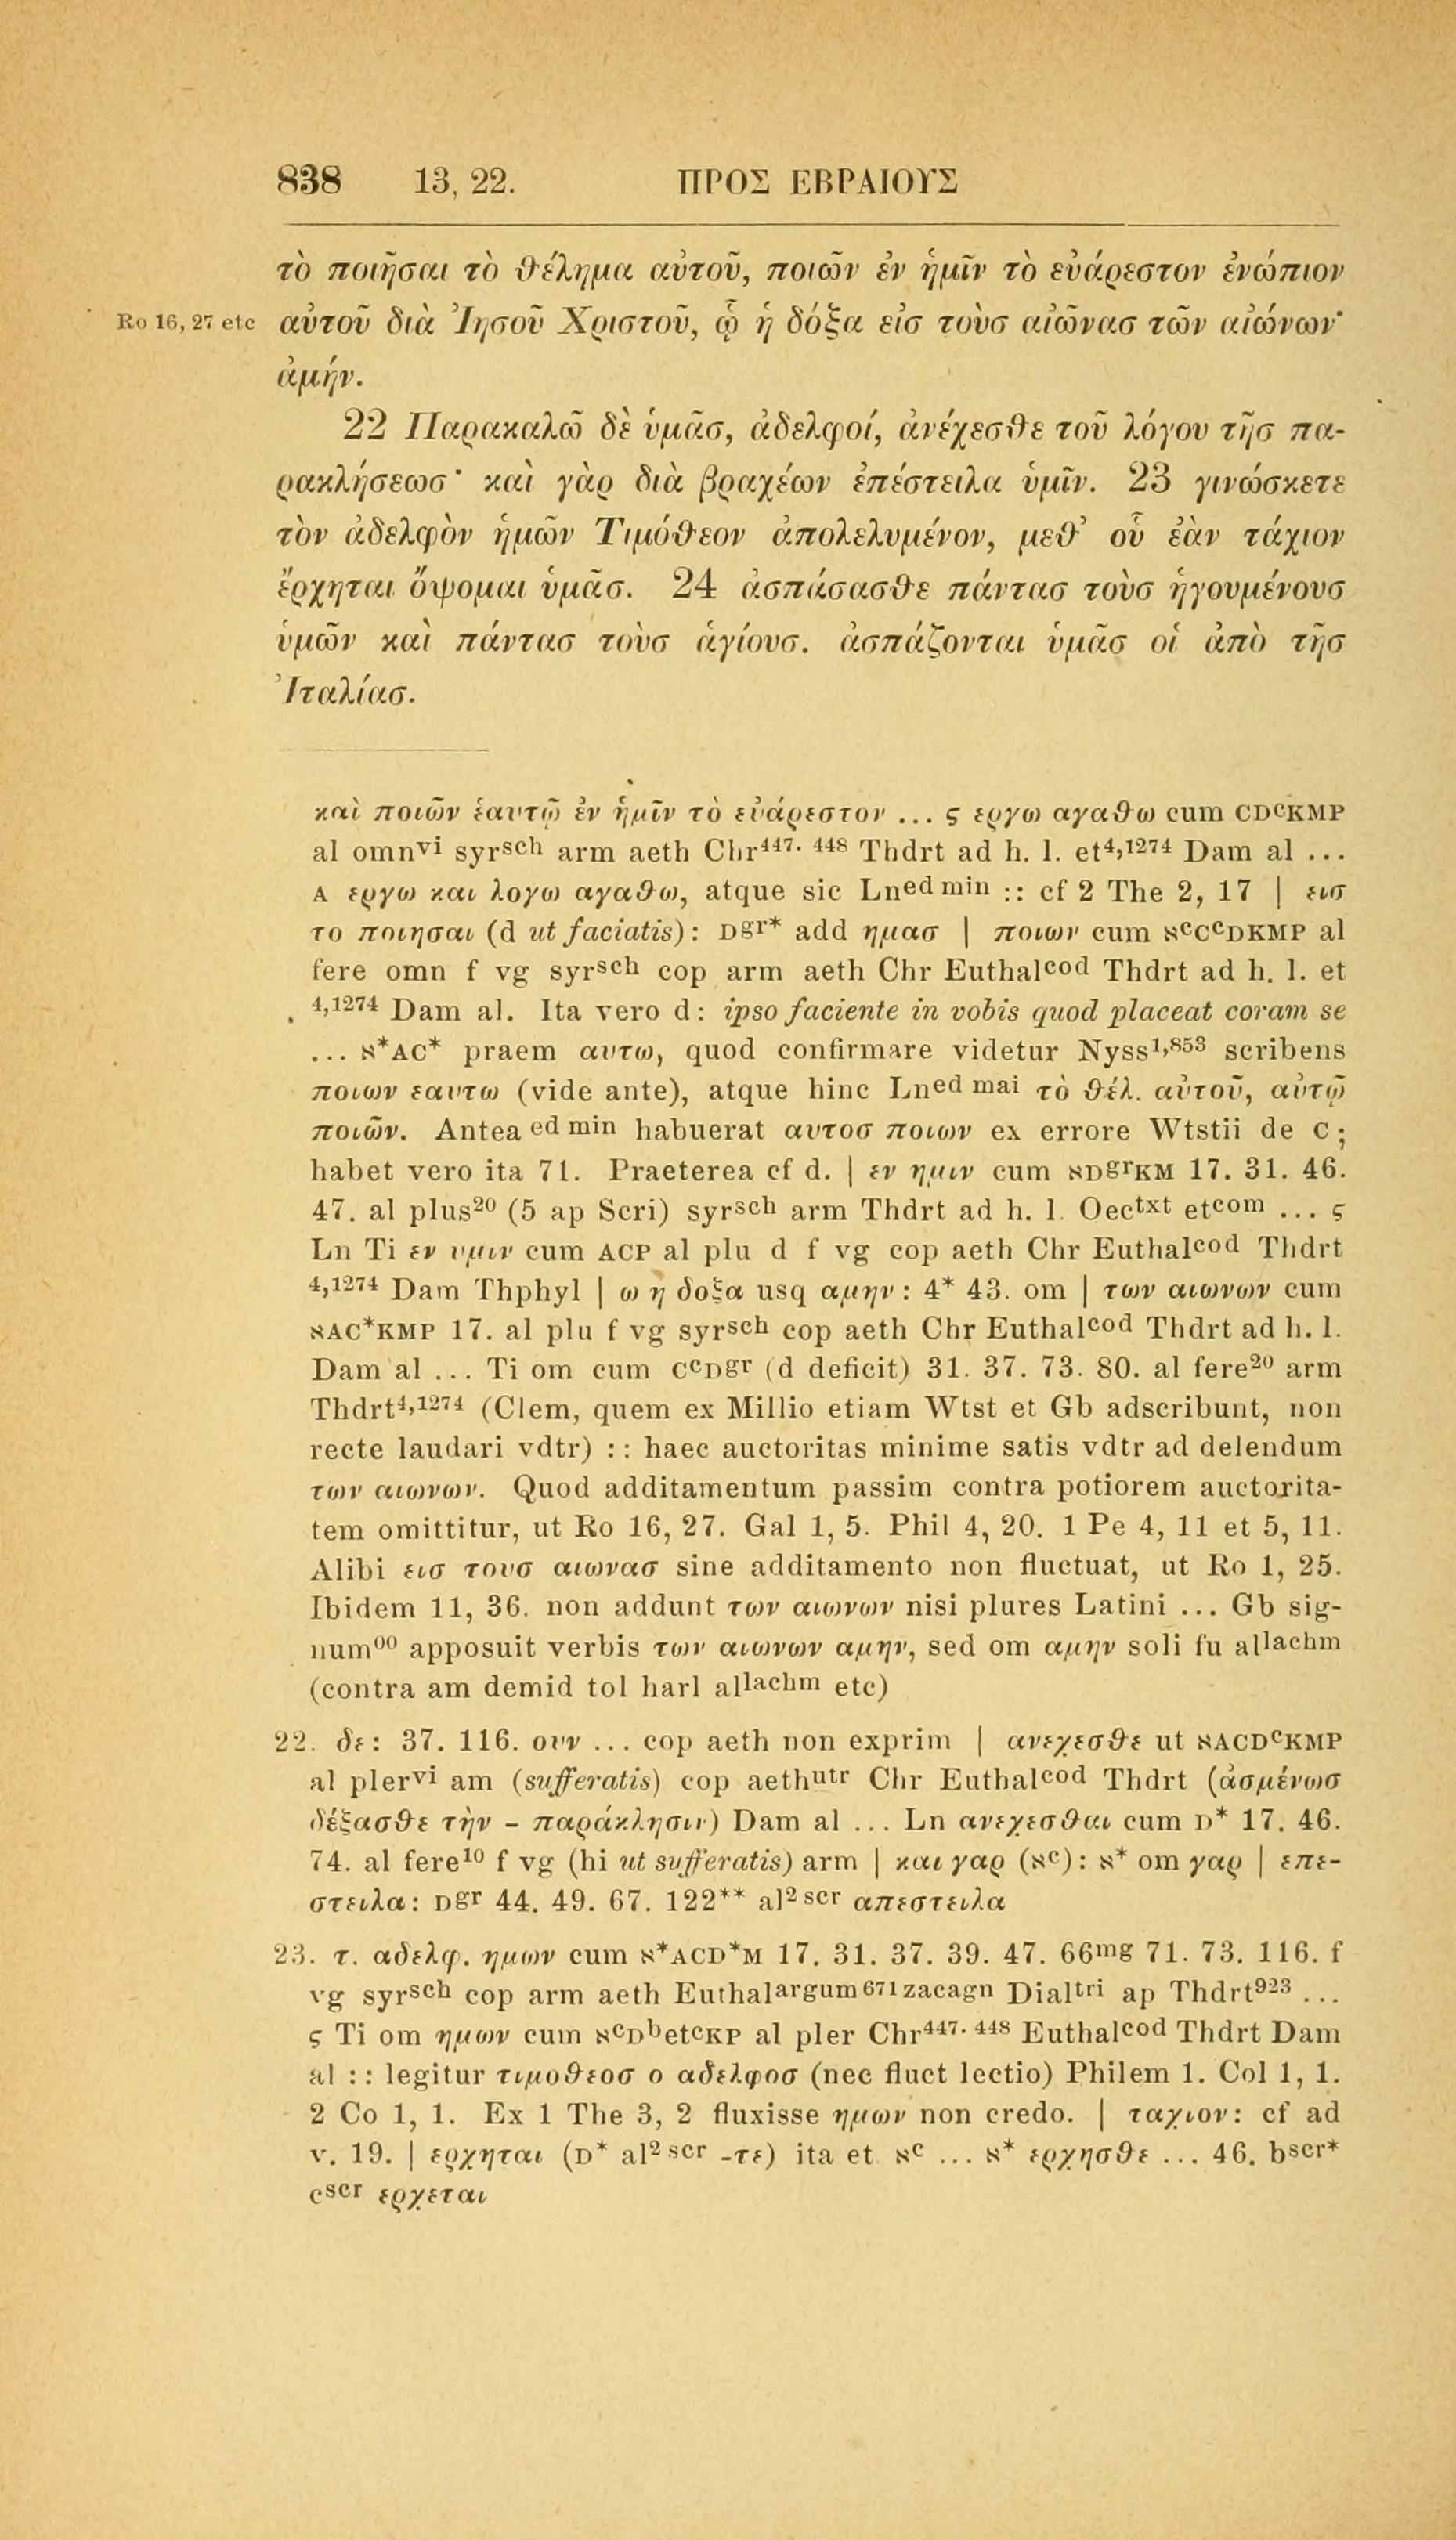 838 13, 22. ΠΡΟΣ ΕΒΡΑΙΟΥΣ
τὸ ποιῆσαι τὸ θέλημα αὐτοῦ, ποιῶν ἐν ἡμῖν τὸ εὐάρεστον ἐνώπιον
Ro 16, 27 etc αὐτοῦ διὰ Ἰησοῦ Χριστοῦ, ᾧ ἡ δόξα εἰσ τοὺσ αἰῶνασ τῶν αἰώνων·
ἀμήν.
22 Παρακαλῶ δὲ ὑμᾶσ, ἀδελφοί, ἀνέχεσθε τοῦ λόγου τῆσ πα-
ρακλήσεωσ· καὶ γὰρ διὰ βραχέων ἐπέστειλα ὑμῖν. 23 γινώσκετε
τὸν ἀδελφὸν ἡμῶν Τιμόθεον ἀπολελυμένον, μεθ’ οὗ ἐὰν τάχιον
ἔρχηται ὄψομαι ὑμᾶσ. 24 ἀσπάσασθε πάντασ τοὺσ ἡγουμένουσ
ὑμῶν καὶ πάντασ τοὺσ ἁγίουσ. ἀσπάζονται ὑμᾶσ οἱ ἀπὸ τῆσ
Ἰταλίασ.
καὶ ποιῶν ἑαυτῷ ἐν ἡμῖν τὸ εὐάρεστον ... ς εργω αγαθω cum CDᶜKMP
al omnᵛⁱ syrˢᶜʰ arm aeth Chr⁴⁴⁷· ⁴⁴⁸ Thdrt ad h. l. et⁴,¹²⁷⁴ Dam al ...
A εργω και λογω αγαθω, atque sic Lnᵉᵈ ᵐⁱⁿ :: cf 2 The 2, 17 | εισ
το ποιησαι (d ut faciatis): Dᵍʳ* add ημασ | ποιων cum אᶜCᶜDKMP al
fere omn f vg syrˢᶜʰ cop arm aeth Chr Euthalᶜᵒᵈ Thdrt ad h. l. et
⁴,¹²⁷⁴ Dam al. Ita vero d: ipso faciente in vobis quod placeat coram se
... א*AC* praem αυτω, quod confirmare videtur Nyss¹,⁸⁵³ scribens
ποιων εαυτω (vide ante), atque hinc Lnᵉᵈ ᵐᵃⁱ τὸ θέλ. αὐτοῦ, αὐτῷ
ποιῶν. Antea ᵉᵈ ᵐⁱⁿ habuerat αυτοσ ποιων ex errore Wtstii de C;
habet vero ita 71. Praeterea cf d. | εν ημιν cum אDᵍʳKM 17. 31. 46.
47. al plus²⁰ (5 ap Scri) syrˢᶜʰ arm Thdrt ad h. l. Oecᵗˣᵗ etᶜᵒᵐ ... ς
Ln Ti εν υμιν cum ACP al plu d f vg cop aeth Chr Euthalᶜᵒᵈ Thdrt
⁴,¹²⁷⁴ Dam Thphyl | ω η δοξα usq αμην: 4* 43. om | των αιωνων cum
אAC*KMP 17. al plu f vg syrˢᶜʰ cop aeth Chr Euthalᶜᵒᵈ Thdrt ad h. l.
Dam al ... Ti om cum CᶜDᵍʳ (d deficit) 31. 37. 73. 80. al fere²⁰ arm
Thdrt⁴,¹²⁷⁴ (Clem, quem ex Millio etiam Wtst et Gb adscribunt, non
recte laudari vdtr) :: haec auctoritas minime satis vdtr ad delendum
των αιωνων. Quod additamentum passim contra potiorem auctorita-
tem omittitur, ut Ro 16, 27. Gal 1, 5. Phil 4, 20. 1 Pe 4, 11 et 5, 11.
Alibi εισ τουσ αιωνασ sine additamento non fluctuat, ut Ro 1, 25.
Ibidem 11, 36. non addunt των αιωνων nisi plures Latini ... Gb sig-
num⁰⁰ apposuit verbis των αιωνων αμην, sed om αμην soli fu alˡᵃᶜʰᵐ
(contra am demid tol harl alˡᵃᶜʰᵐ etc)
22. δε: 37. 116. ουν ... cop aeth non exprim | ανεχεσθε ut אACDᶜKMP
al plerᵛⁱ am (sufferatis) cop aethᵘᵗʳ Chr Euthalᶜᵒᵈ Thdrt (ἀσμένωσ
δέξασθε τὴν - παράκλησιν) Dam al ... Ln ανεχεσθαι cum D* 17. 46.
74. al fere¹⁰ f vg (hi ut sufferatis) arm | και γαρ (אᶜ): א* om γαρ | επε-
στειλα: Dᵍʳ 44. 49. 67. 122** al² ˢᶜʳ απεστειλα
23. τ. αδελφ. ημων cum א*ACD*M 17. 31. 37. 39. 47. 66ᵐᵍ 71. 73. 116. f
vg syrˢᶜʰ cop arm aeth Euthalᵃʳᵍᵘᵐ ⁶⁷¹ ᶻᵃᶜᵃᵍⁿ Dialᵗʳⁱ ap Thdrt⁹²³ ...
ς Ti om ημων cum אᶜDᵇetᶜKP al pler Chr⁴⁴⁷· ⁴⁴⁸ Euthalᶜᵒᵈ Thdrt Dam
al :: legitur τιμοθεοσ ο αδελφοσ (nec fluct lectio) Philem 1. Col 1, 1.
2 Co 1, 1. Ex 1 The 3, 2 fluxisse ημων non credo. | ταχιον: cf ad
v. 19. | ερχηται (D* al² ˢᶜʳ -τε) ita et אᶜ ... א* ερχησθε ... 46. bˢᶜʳ*
cˢᶜʳ ερχεται